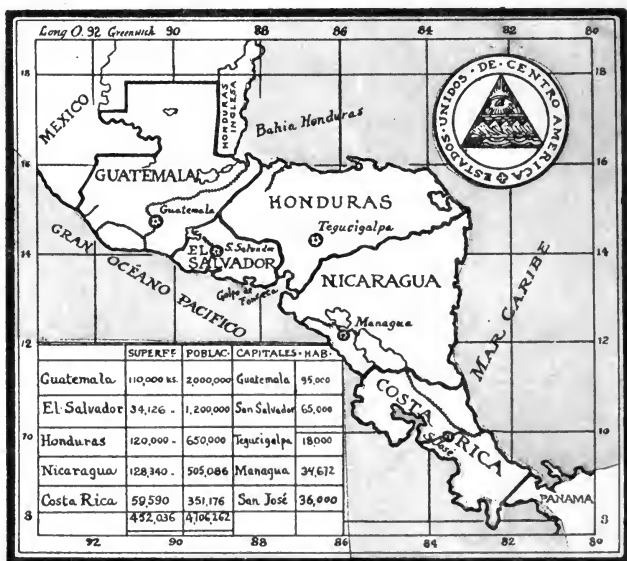 Long O. 92 Greenwich 90 88 86 84 82 80
18 18
MEXICO
HONDURAS INGLESA
Bahia Honduras
ESTADOS·UNIDOS·DE·CENTRO AMERICA
16 16
GUATEMALA
HONDURAS
Guatemala
Tegucigalpa
14 14
EL SALVADOR
S. Salvador
GRAN OCÉANO PACIFICO
Golfo de Fonseca
NICARAGUA
MAR CARIBE
Managua
12 12
SUPERFE POBLAC· CAPITALES·HAB·
Guatemala 110,000 ks. 2,000,000 Guatemala 95,000
El·Salvador 34,126 „ 1,200,000 San Salvador 65,000
Honduras 120,000 - 650,000 Tegucigalpa 18000
Nicaragua 128,340 - 505,086 Managua 34,672
Costa Rica 59,590 351,176 San José 36,000
452,036 4,706,262
COSTA RICA
S. José
10 10
PANAMA
8 8
92 90 88 86 84 82 80